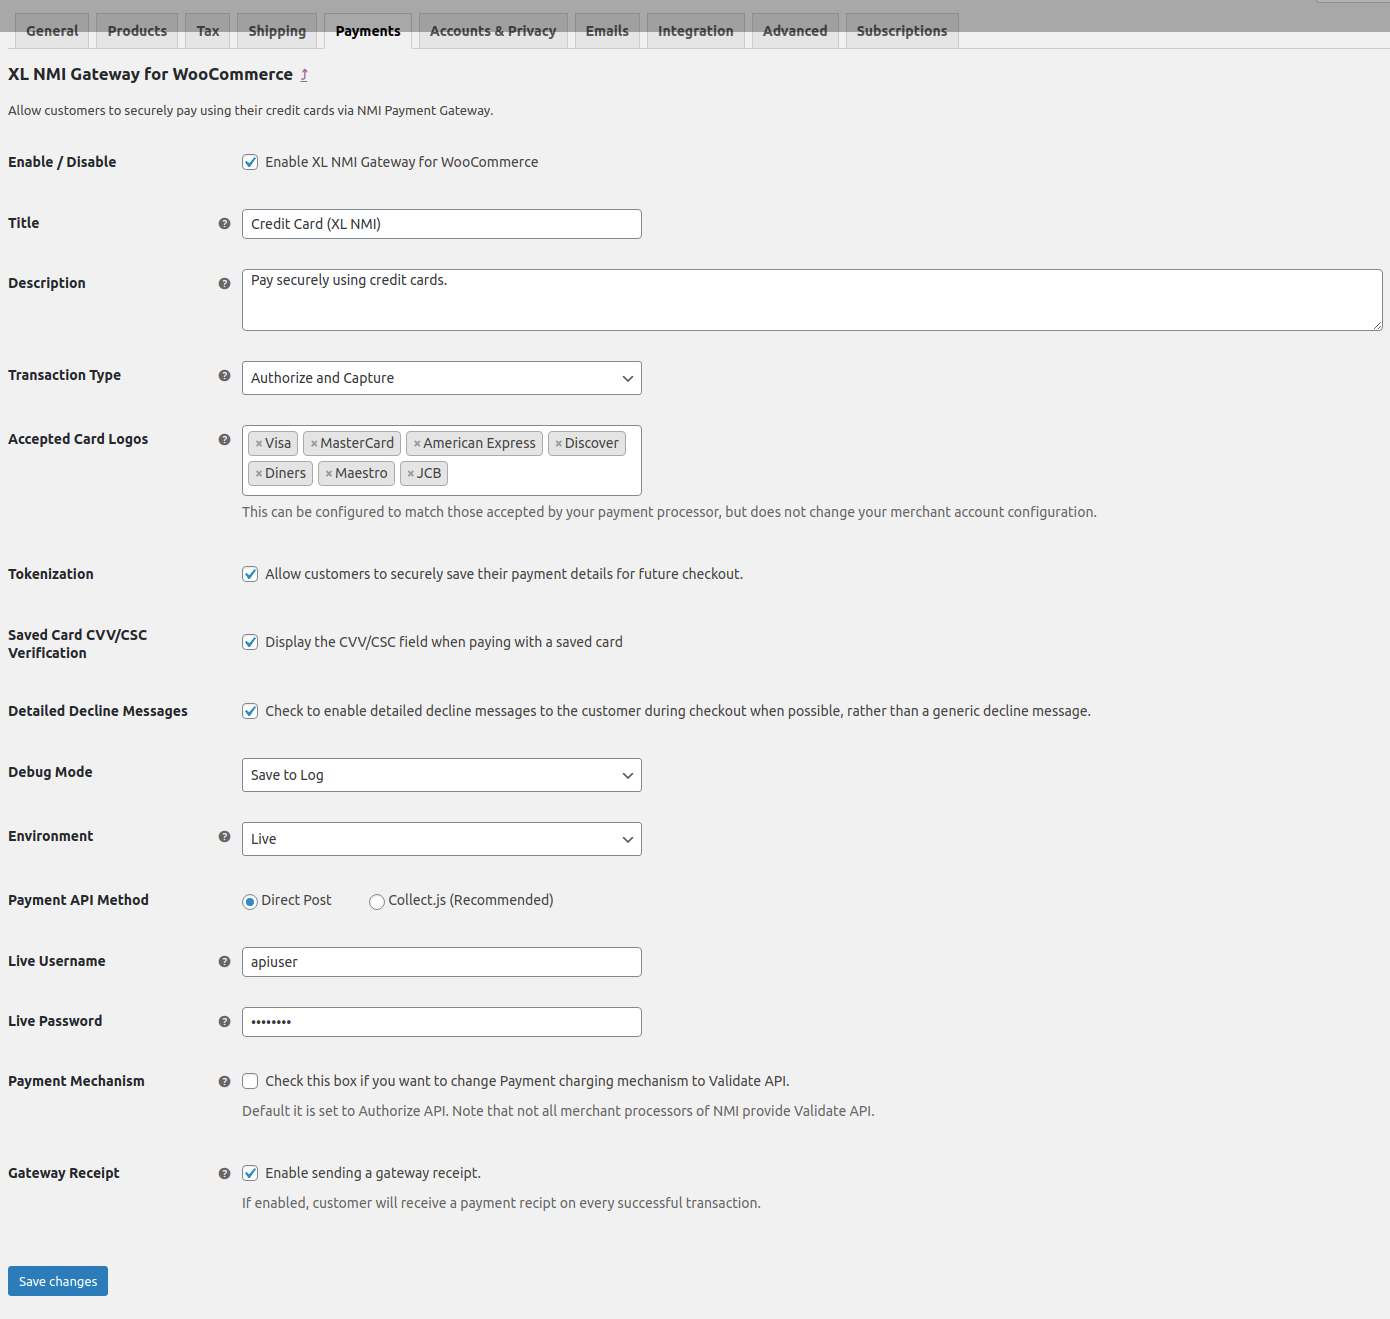 General Products Tax Shipping Payments Accounts & Privacy Emails Integration Advanced Subscriptions
XL NMI Gateway for WooCommerce ⤴
Allow customers to securely pay using their credit cards via NMI Payment Gateway.
Enable / Disable Enable XL NMI Gateway for WooCommerce
Title ? Credit Card (XL NMI)
Description ? Pay securely using credit cards.
Transaction Type ? Authorize and Capture
Accepted Card Logos ? × Visa × MasterCard × American Express × Discover
× Diners × Maestro × JCB
This can be configured to match those accepted by your payment processor, but does not change your merchant account configuration.
Tokenization Allow customers to securely save their payment details for future checkout.
Saved Card CVV/CSC
Verification
Display the CVV/CSC field when paying with a saved card
Detailed Decline Messages Check to enable detailed decline messages to the customer during checkout when possible, rather than a generic decline message.
Debug Mode Save to Log
Environment ? Live
Payment API Method Direct Post Collect.js (Recommended)
Live Username ? apiuser
Live Password ? ••••••••
Payment Mechanism ? Check this box if you want to change Payment charging mechanism to Validate API.
Default it is set to Authorize API. Note that not all merchant processors of NMI provide Validate API.
Gateway Receipt ? Enable sending a gateway receipt.
If enabled, customer will receive a payment recipt on every successful transaction.
Save changes